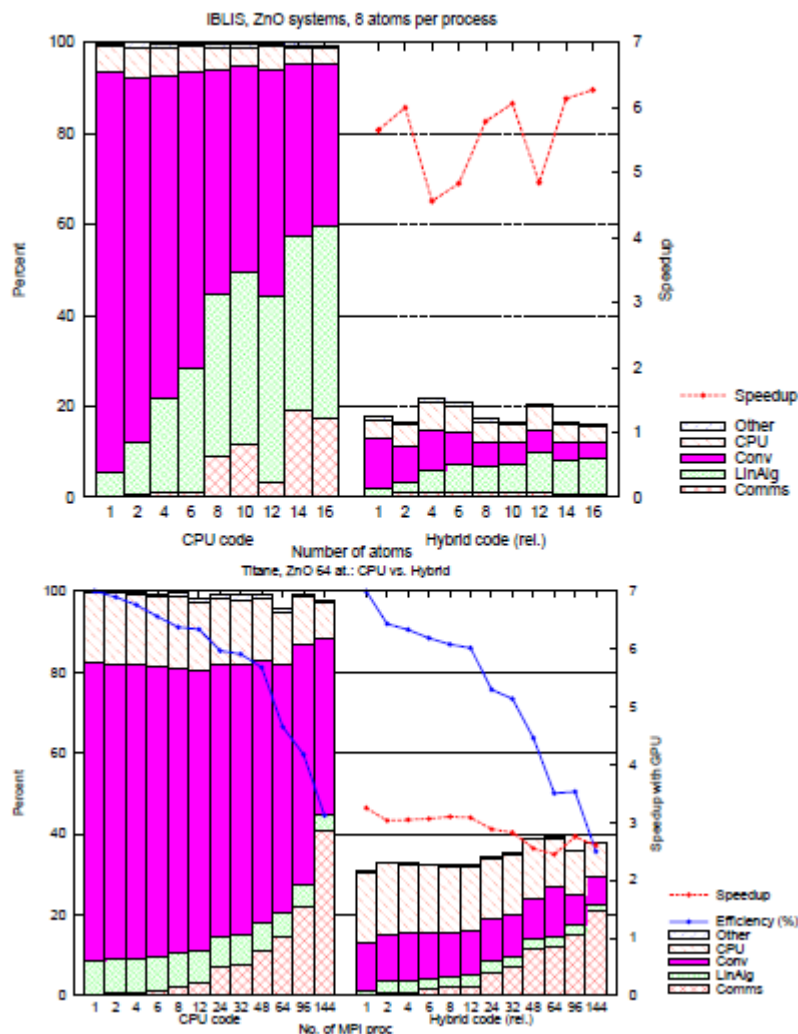 IBLIS, ZnO systems, 8 atoms per process
100
80
60
40
20
0
Percent
7
6
5
4
3
2
1
0
Speedup
1 2 4 6 8 10 12 14 16
1 2 4 6 8 10 12 14 16
CPU code
Hybrid code (rel.)
Number of atoms
Speedup
Other
CPU
Conv
LinAlg
Comms
Titane, ZnO 64 at.: CPU vs. Hybrid
100
80
60
40
20
0
Percent
7
6
5
4
3
2
1
0
Speedup with GPU
1 2 4 6 8 12 24 32 48 64 96 144
1 2 4 6 8 12 24 32 48 64 96 144
CPU code
Hybrid code (rel.)
No. of MPI proc
Speedup
Efficiency (%)
Other
CPU
Conv
LinAlg
Comms